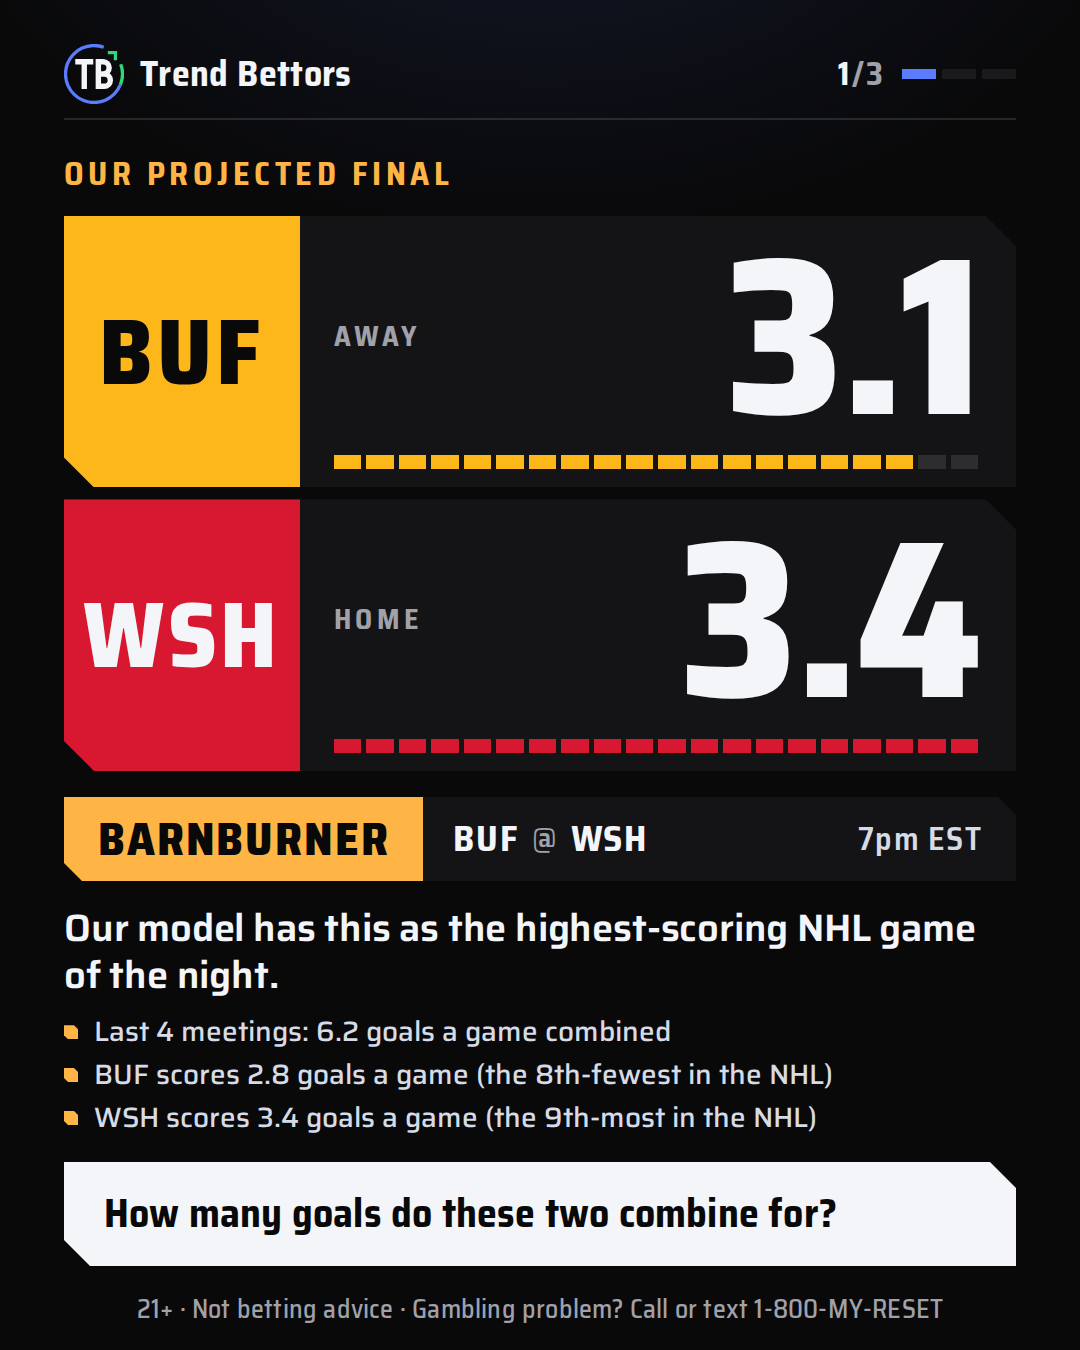 TB Trend Bettors
1/3
OUR PROJECTED FINAL
BUF
AWAY
3.1
WSH
HOME
3.4
BARNBURNER
BUF @ WSH
7pm EST
Our model has this as the highest-scoring NHL game
of the night.
Last 4 meetings: 6.2 goals a game combined
BUF scores 2.8 goals a game (the 8th-fewest in the NHL)
WSH scores 3.4 goals a game (the 9th-most in the NHL)
How many goals do these two combine for?
21+ · Not betting advice · Gambling problem? Call or text 1-800-MY-RESET